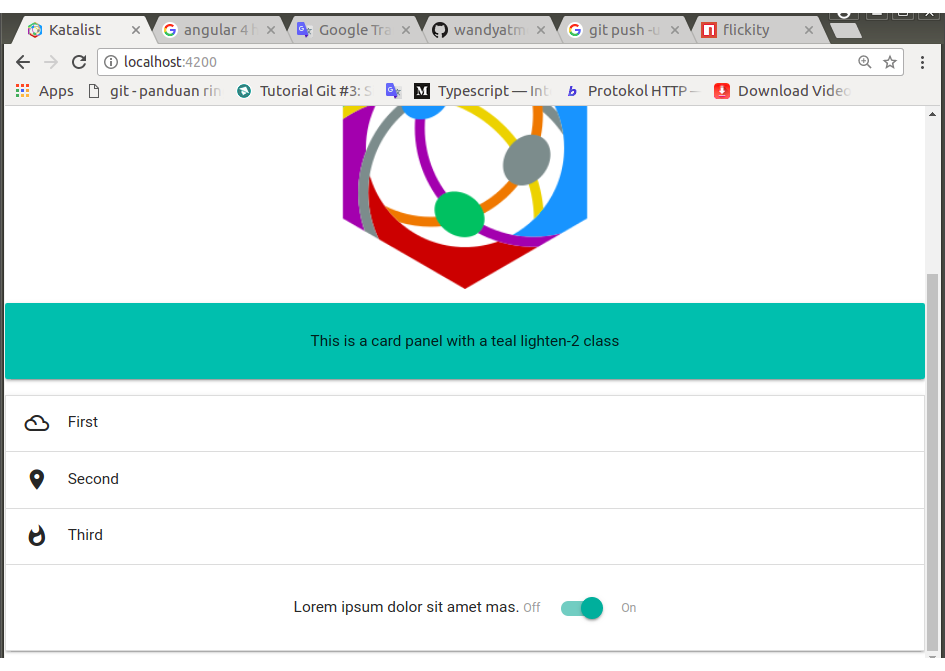 Katalist
angular 4 h
Google Tra
wandyatm
git push -u
flickity
localhost:4200
Apps
git - panduan rin
Tutorial Git #3: S
M
Typescript — Int
b
Protokol HTTP –
Download Video
This is a card panel with a teal lighten-2 class
First
Second
Third
Lorem ipsum dolor sit amet mas. Off On